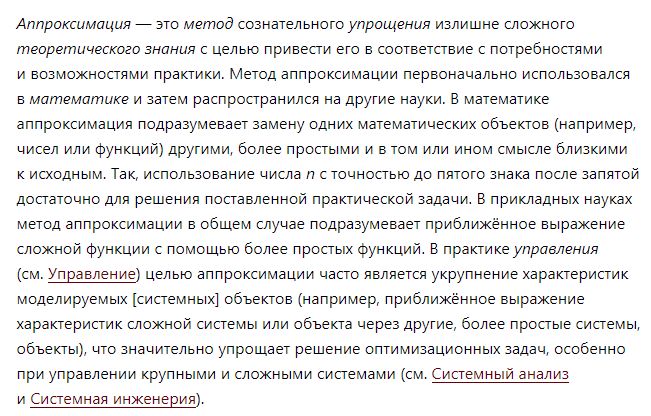 Аппроксимация — это метод сознательного упрощения излишне сложного
теоретического знания с целью привести его в соответствие с потребностями
и возможностями практики. Метод аппроксимации первоначально использовался
в математике и затем распространился на другие науки. В математике
аппроксимация подразумевает замену одних математических объектов (например,
чисел или функций) другими, более простыми и в том или ином смысле близкими
к исходным. Так, использование числа п с точностью до пятого знака после запятой
достаточно для решения поставленной практической задачи. В прикладных науках
метод аппроксимации в общем случае подразумевает приближённое выражение
сложной функции с помощью более простых функций. В практике управления
(см. Управление) целью аппроксимации часто является укрупнение характеристик
моделируемых [системных] объектов (например, приближённое выражение
характеристик сложной системы или объекта через другие, более простые системы,
объекты), что значительно упрощает решение оптимизационных задач, особенно
при управлении крупными и сложными системами (см. Системный анализ
и Системная инженерия).